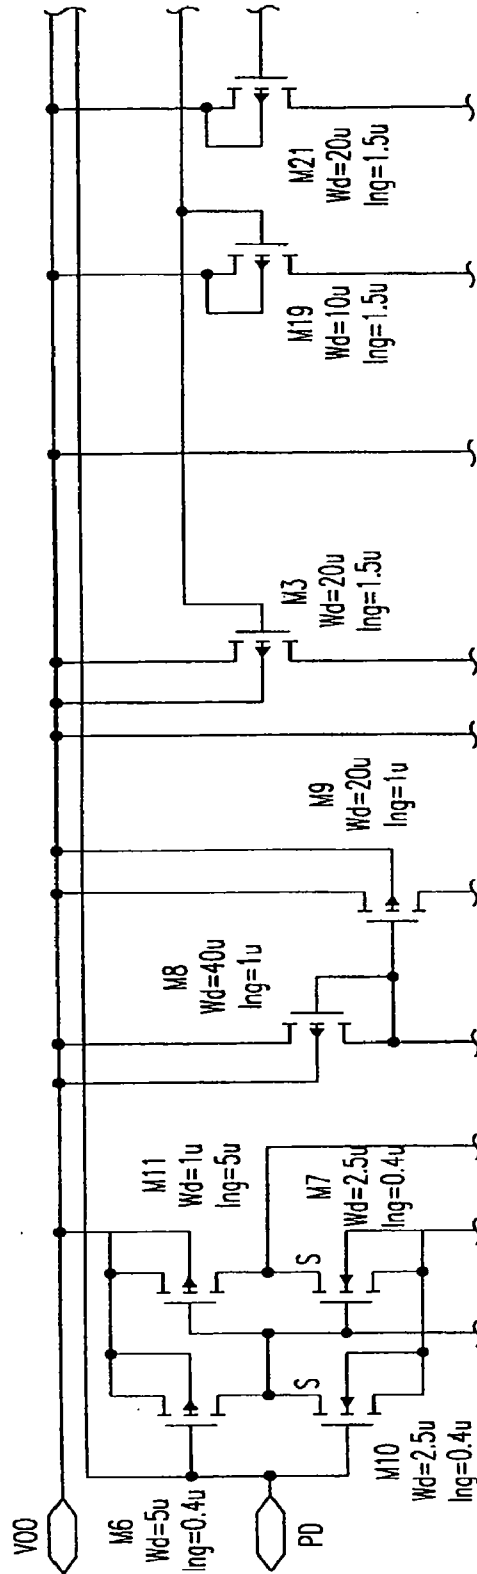 VOO
M6
Wd=5u
lng=0.4u
PD
M10
Wd=2.5u
lng=0.4u
S
M11
Wd=1u
lng=5u
S
M7
Wd=2.5u
lng=0.4u
M8
Wd=40u
lng=1u
M9
Wd=20u
lng=1u
M3
Wd=20u
lng=1.5u
M19
Wd=10u
lng=1.5u
M21
Wd=20u
lng=1.5u